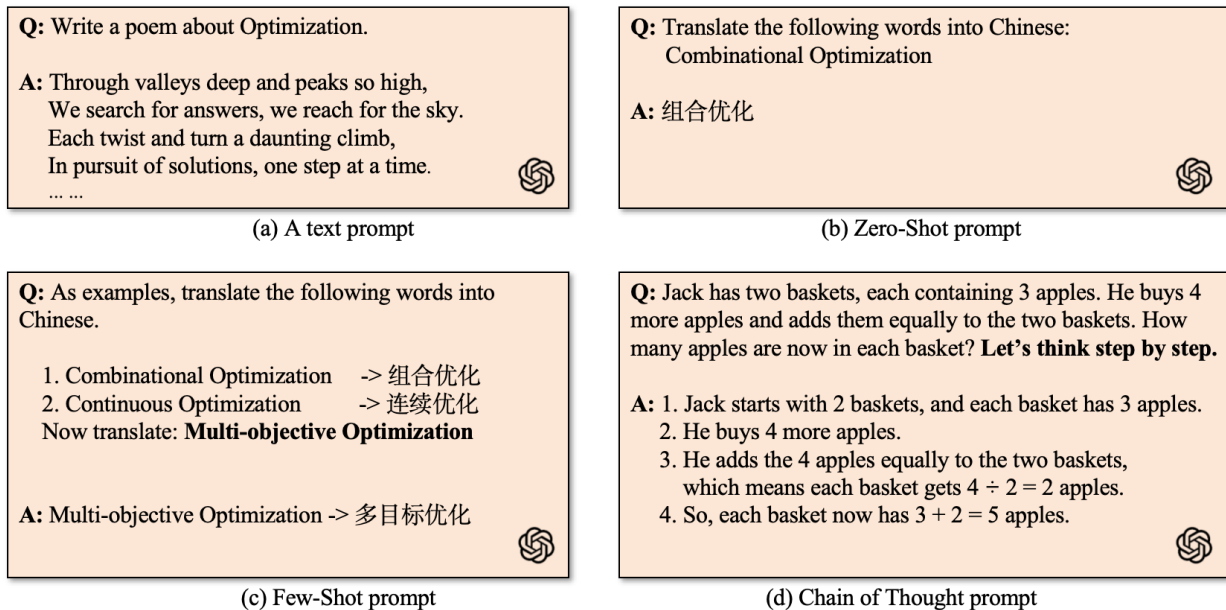 Q: Write a poem about Optimization.
A: Through valleys deep and peaks so high,
We search for answers, we reach for the sky.
Each twist and turn a daunting climb,
In pursuit of solutions, one step at a time.
... ...
(a) A text prompt
Q: Translate the following words into Chinese:
Combinational Optimization
A: 组合优化
(b) Zero-Shot prompt
Q: As examples, translate the following words into
Chinese.
1. Combinational Optimization -> 组合优化
2. Continuous Optimization -> 连续优化
Now translate: Multi-objective Optimization
A: Multi-objective Optimization -> 多目标优化
(c) Few-Shot prompt
Q: Jack has two baskets, each containing 3 apples. He buys 4
more apples and adds them equally to the two baskets. How
many apples are now in each basket? Let's think step by step.
A: 1. Jack starts with 2 baskets, and each basket has 3 apples.
2. He buys 4 more apples.
3. He adds the 4 apples equally to the two baskets,
which means each basket gets 4 ÷ 2 = 2 apples.
4. So, each basket now has 3 + 2 = 5 apples.
(d) Chain of Thought prompt